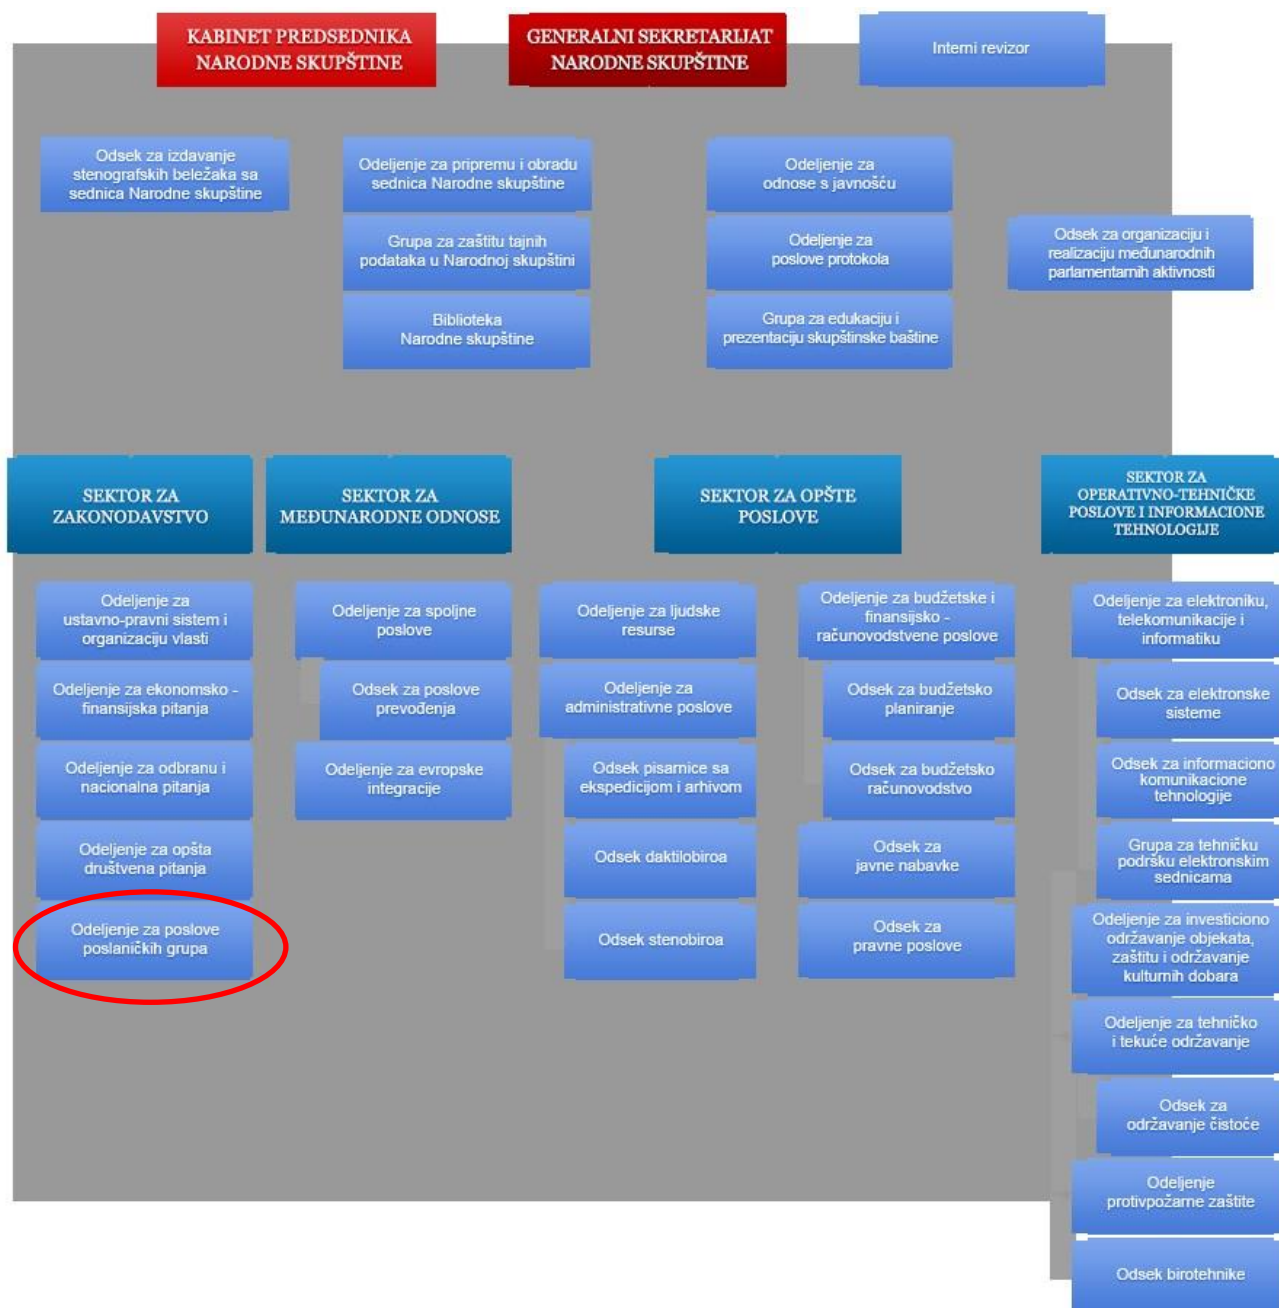 KABINET PREDSEDNIKA
NARODNE SKUPŠTINE
GENERALNI SEKRETARIJAT
NARODNE SKUPŠTINE
Interni revizor
Odsek za izdavanje
stenografskih beležaka sa
sednica Narodne skupštine
Odeljenje za pripremu i obradu
sednica Narodne skupštine
Odeljenje za
odnose s javnošću
Grupa za zaštitu tajnih
podataka u Narodnoj skupštini
Odeljenje za
poslove protokola
Odsek za organizaciju i
realizaciju međunarodnih
parlamentarnih aktivnosti
Biblioteka
Narodne skupštine
Grupa za edukaciju i
prezentaciju skupštinske baštine
SEKTOR ZA
ZAKONODAVSTVO
SEKTOR ZA
MEĐUNARODNE ODNOSE
SEKTOR ZA OPŠTE
POSLOVE
SEKTOR ZA
OPERATIVNO-TEHNIČKE
POSLOVE I INFORMACIONE
TEHNOLOGIJE
Odeljenje za
ustavno-pravni sistem i
organizaciju vlasti
Odeljenje za ekonomsko -
finansijska pitanja
Odeljenje za odbranu i
nacionalna pitanja
Odeljenje za opšta
društvena pitanja
Odeljenje za poslove
poslaničkih grupa
Odeljenje za spoljne
poslove
Odsek za poslove
prevođenja
Odeljenje za evropske
integracije
Odeljenje za ljudske
resurse
Odeljenje za
administrativne poslove
Odsek pisarnice sa
ekspedicijom i arhivom
Odsek daktilobiroa
Odsek stenobiroa
Odeljenje za budžetske i
finansijsko -
računovodstvene poslove
Odsek za budžetsko
planiranje
Odsek za budžetsko
računovodstvo
Odsek za
javne nabavke
Odsek za
pravne poslove
Odeljenje za elektroniku,
telekomunikacije i
informatiku
Odsek za elektronske
sisteme
Odsek za informaciono
komunikacione
tehnologije
Grupa za tehničku
podršku elektronskim
sednicama
Odeljenje za investiciono
održavanje objekata,
zaštitu i održavanje
kulturnih dobara
Odeljenje za tehničko
i tekuće održavanje
Odsek za
održavanje čistoće
Odeljenje
protivpožarne zaštite
Odsek birotehnike